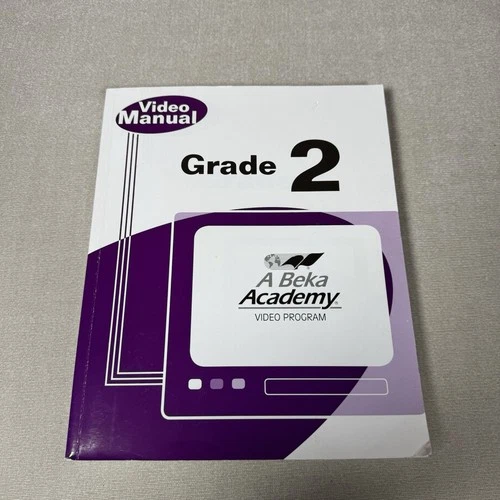 Video
Manual
Grade 2
A Beka
Academy®
VIDEO PROGRAM